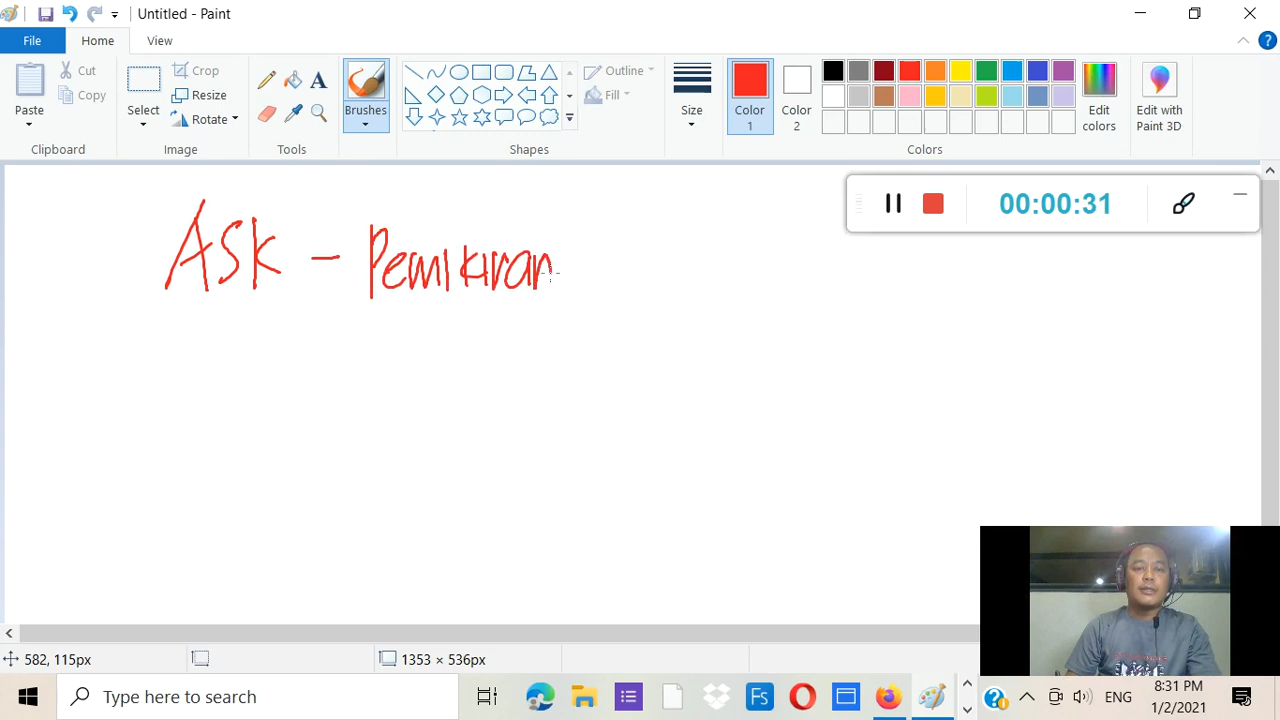 Untitled - Paint
File Home View
Paste
Cut
Copy
Clipboard
Select
Crop
Resize
Rotate
Image
Tools
Brushes
Shapes
Outline
Fill
Size
Color 1
Color 2
Colors
Edit colors
Edit with Paint 3D
00:00:31
ASK - Pemikiran
582, 115px
1353 × 536px
Type here to search
Fs
ENG
8:31 PM
1/2/2021